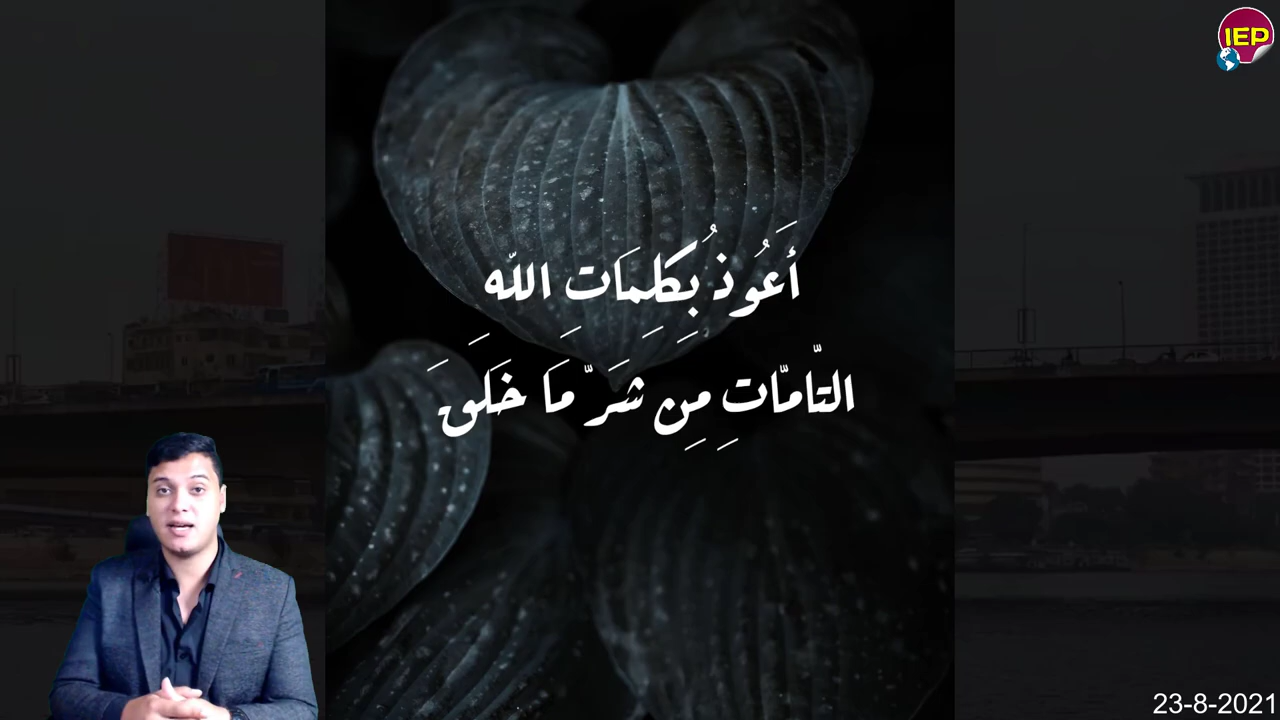 IEP
أَعُوذُ بِكَلِمَاتِ اللّه
التّامّاتِ مِن شَرّ مَا خَلَقَ
23-8-2021